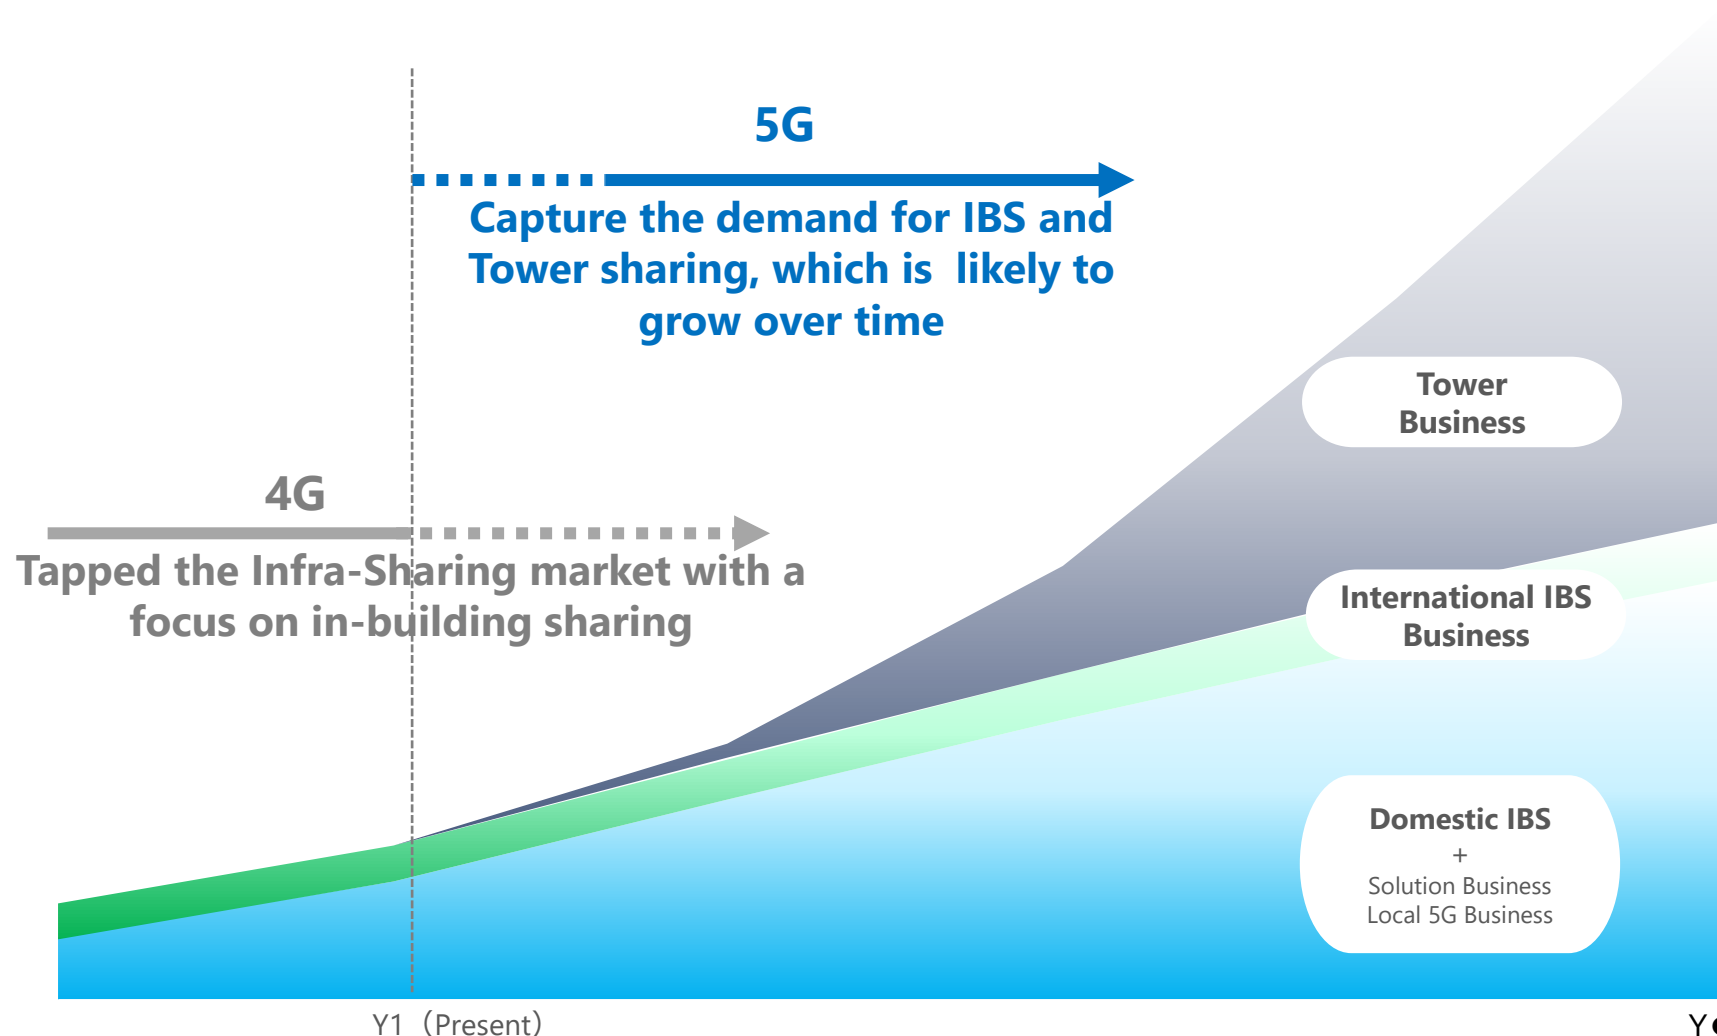 5G
Capture the demand for IBS and
Tower sharing, which is likely to
grow over time
4G
Tapped the Infra-Sharing market with a
focus on in-building sharing
Tower
Business
International IBS
Business
Domestic IBS
+
Solution Business
Local 5G Business
Y1（Present）